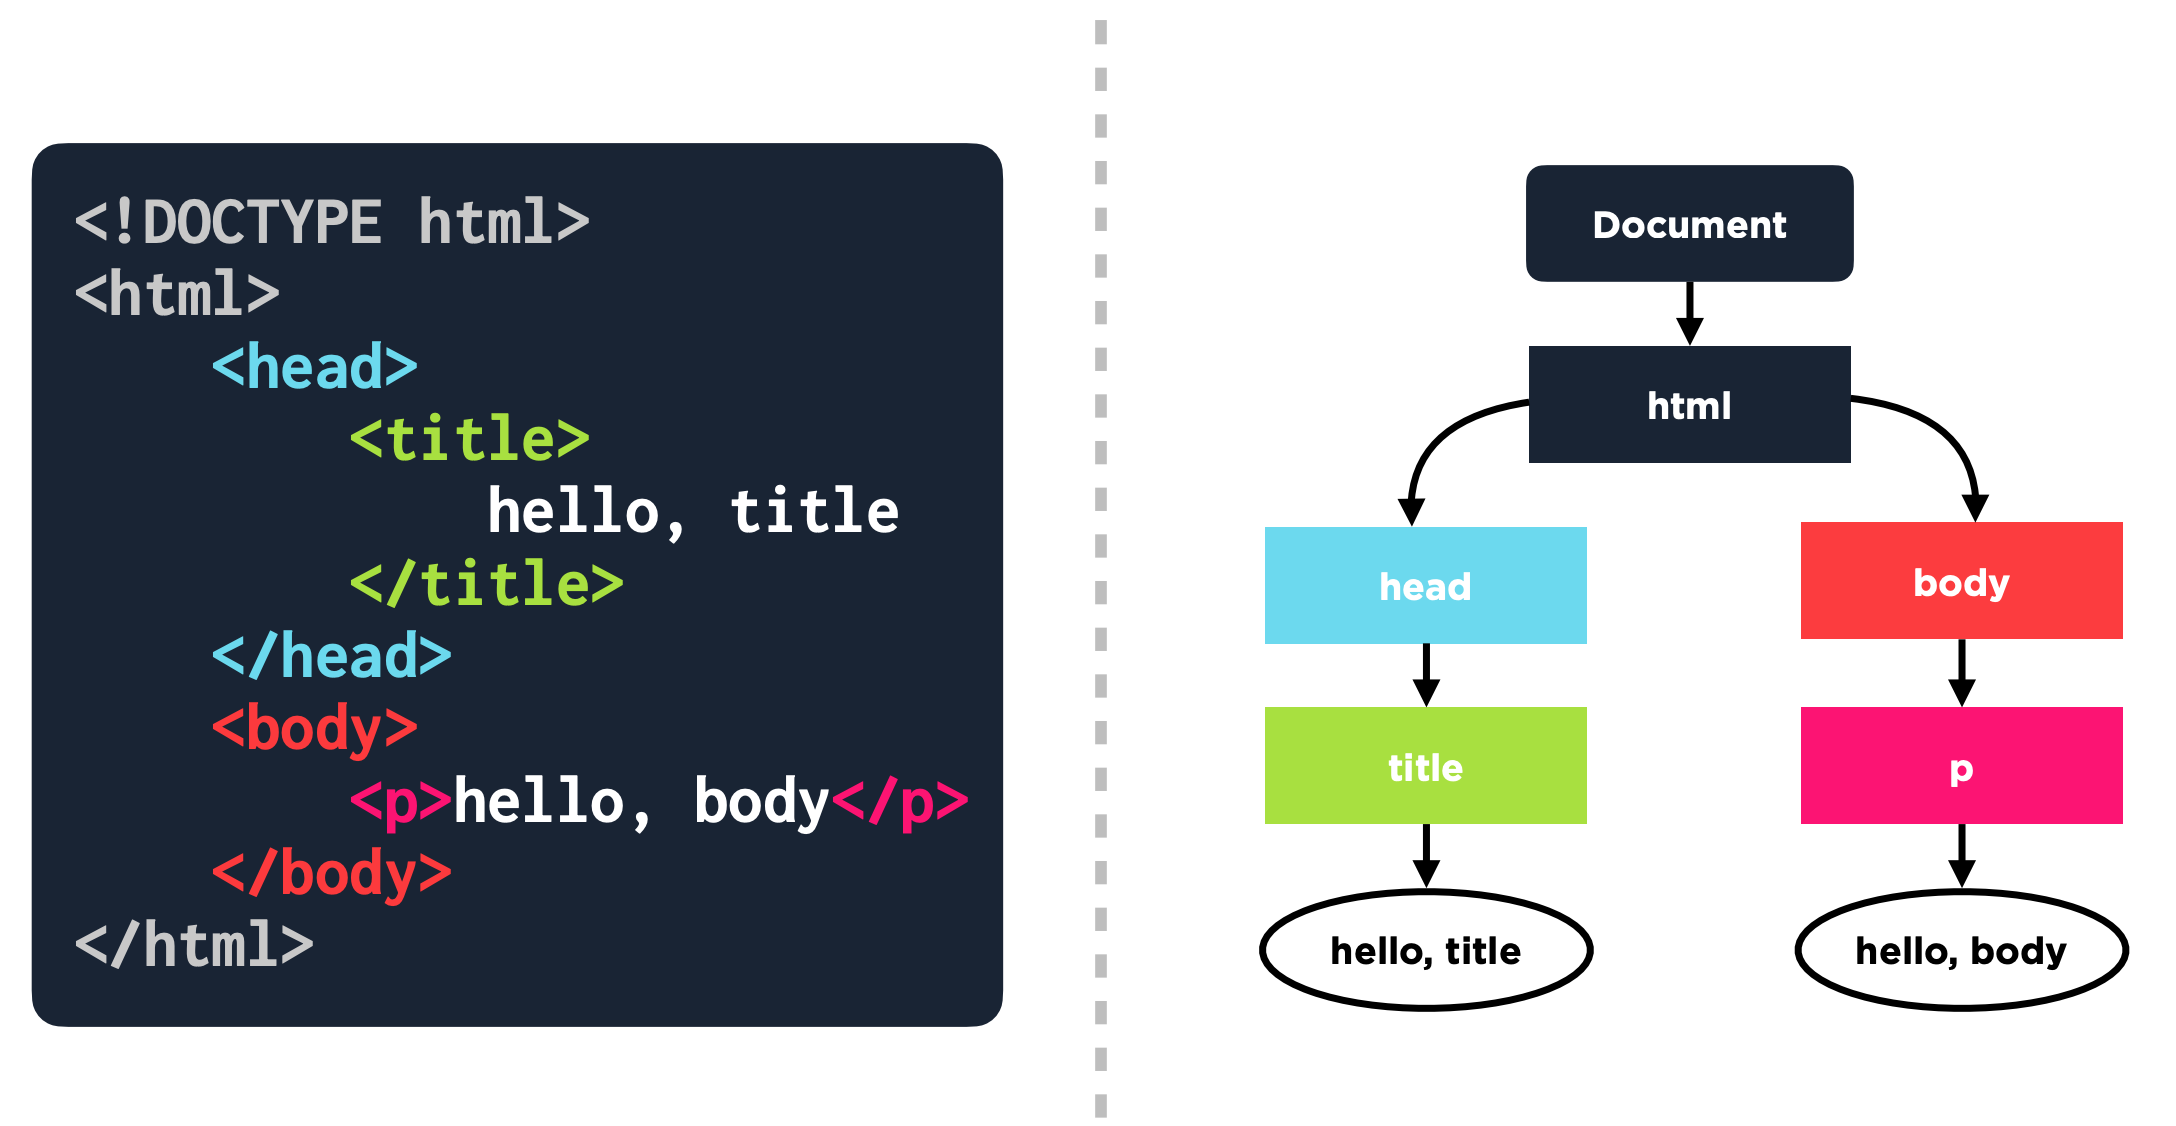 <!DOCTYPE html>
<html>
<head>
<title>
hello, title
</title>
</head>
<body>
<p>hello, body</p>
</body>
</html>
Document
html
head
body
title
p
hello, title
hello, body